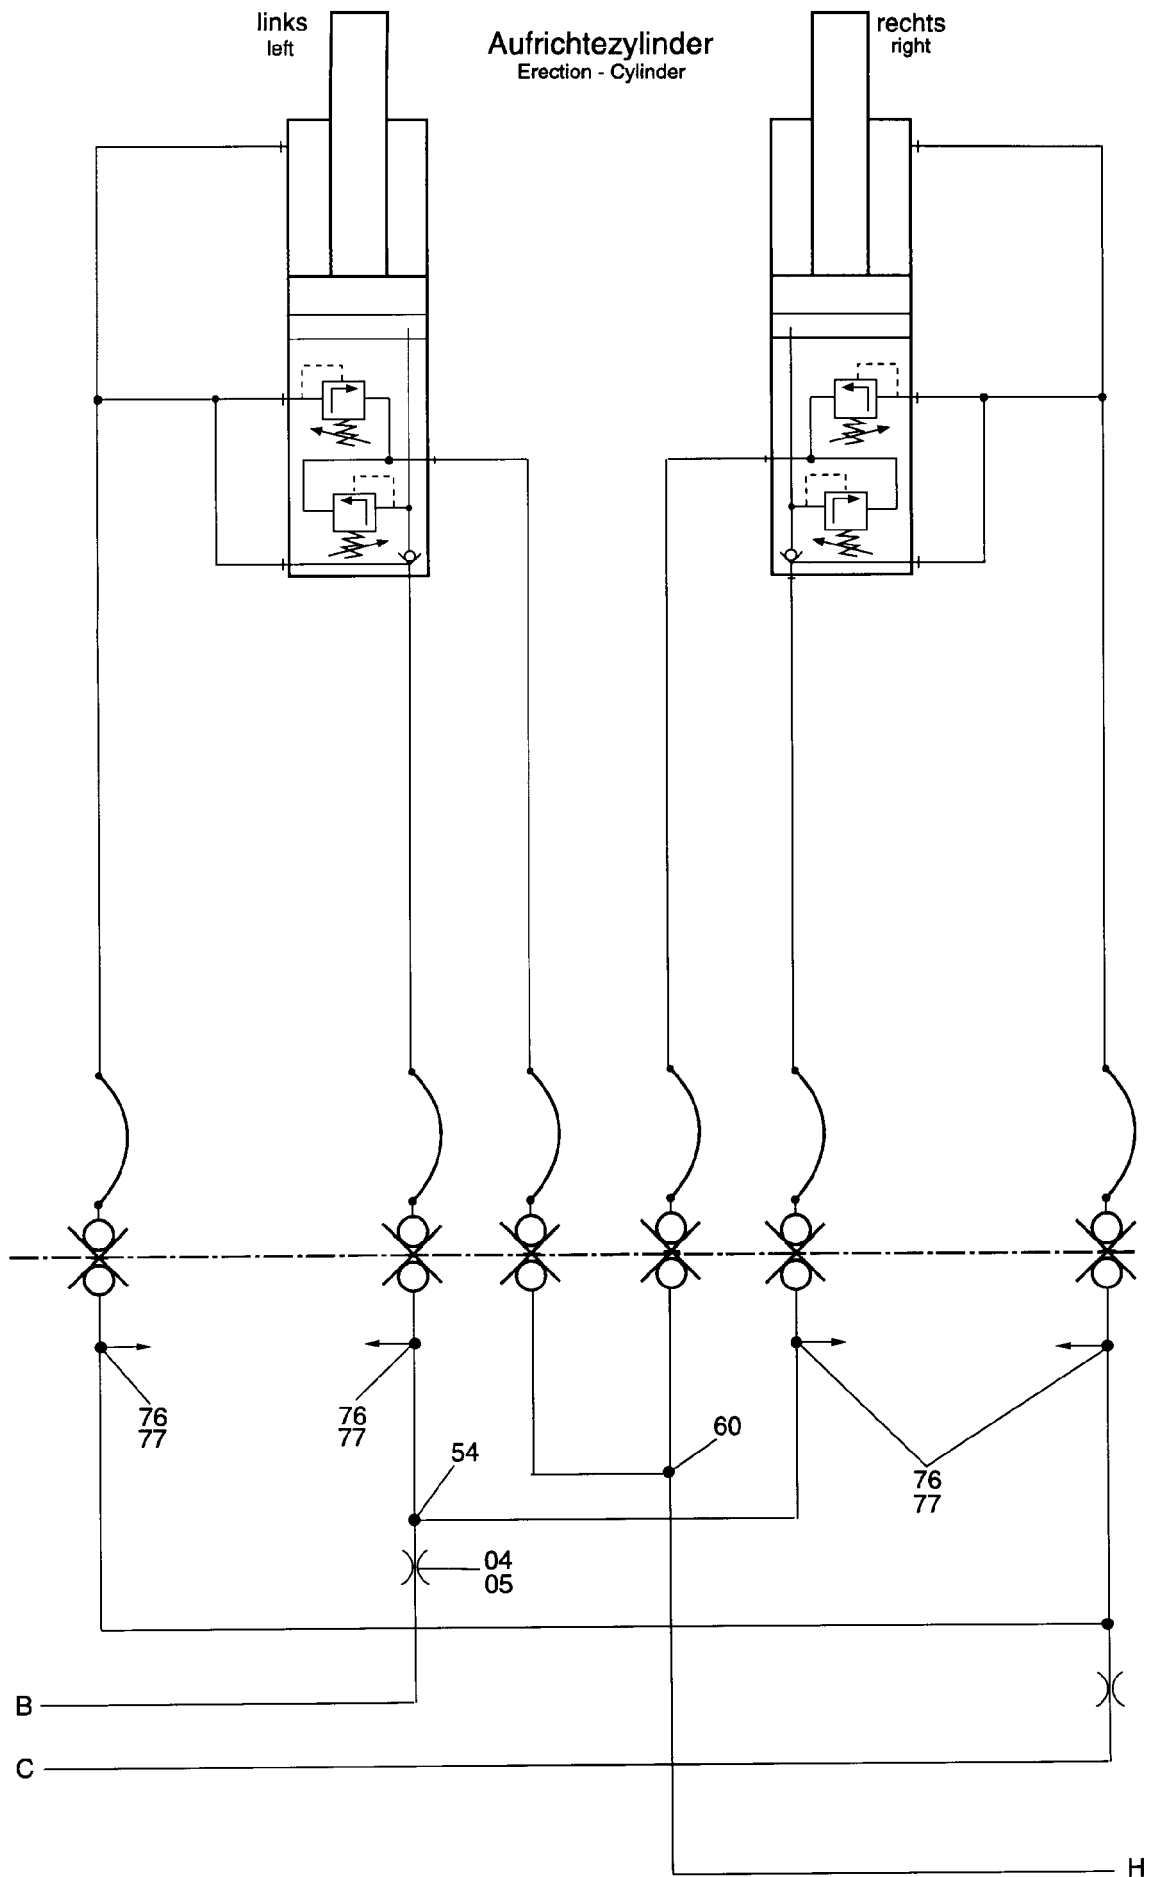 links
left
Aufrichtezylinder
Erection - Cylinder
rechts
right
76
77
76
77
54
60
76
77
04
05
B
C
H